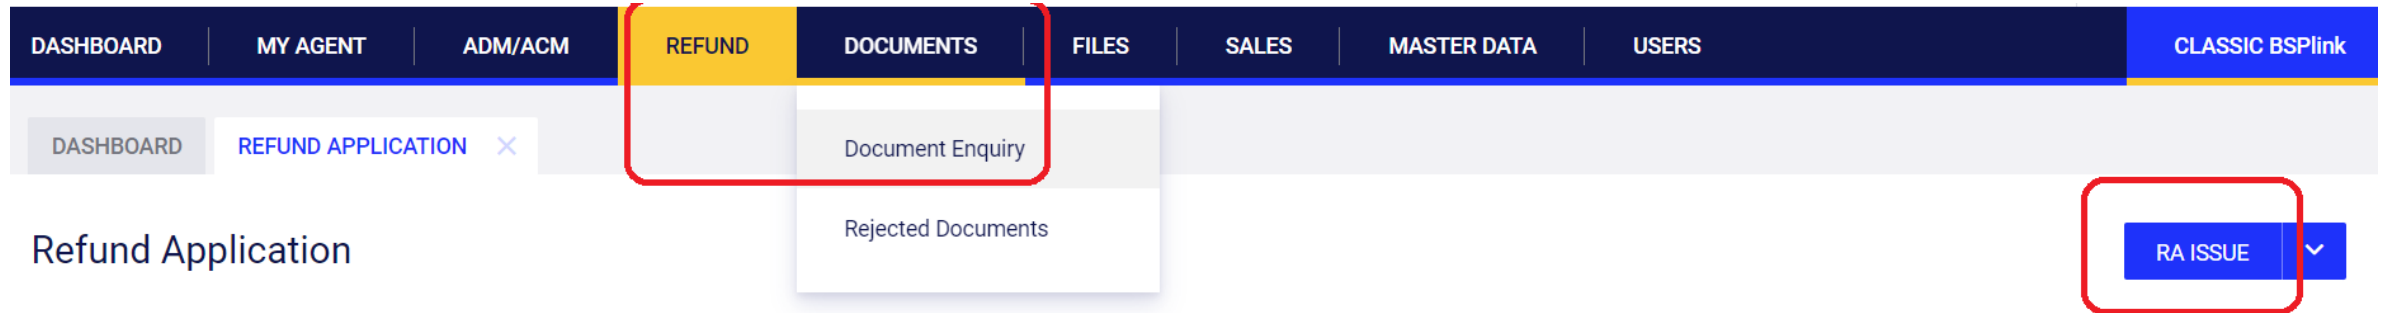 DASHBOARD MY AGENT ADM/ACM REFUND DOCUMENTS FILES SALES MASTER DATA USERS CLASSIC BSPlink
DASHBOARD REFUND APPLICATION
Document Enquiry
Rejected Documents
Refund Application
RA ISSUE